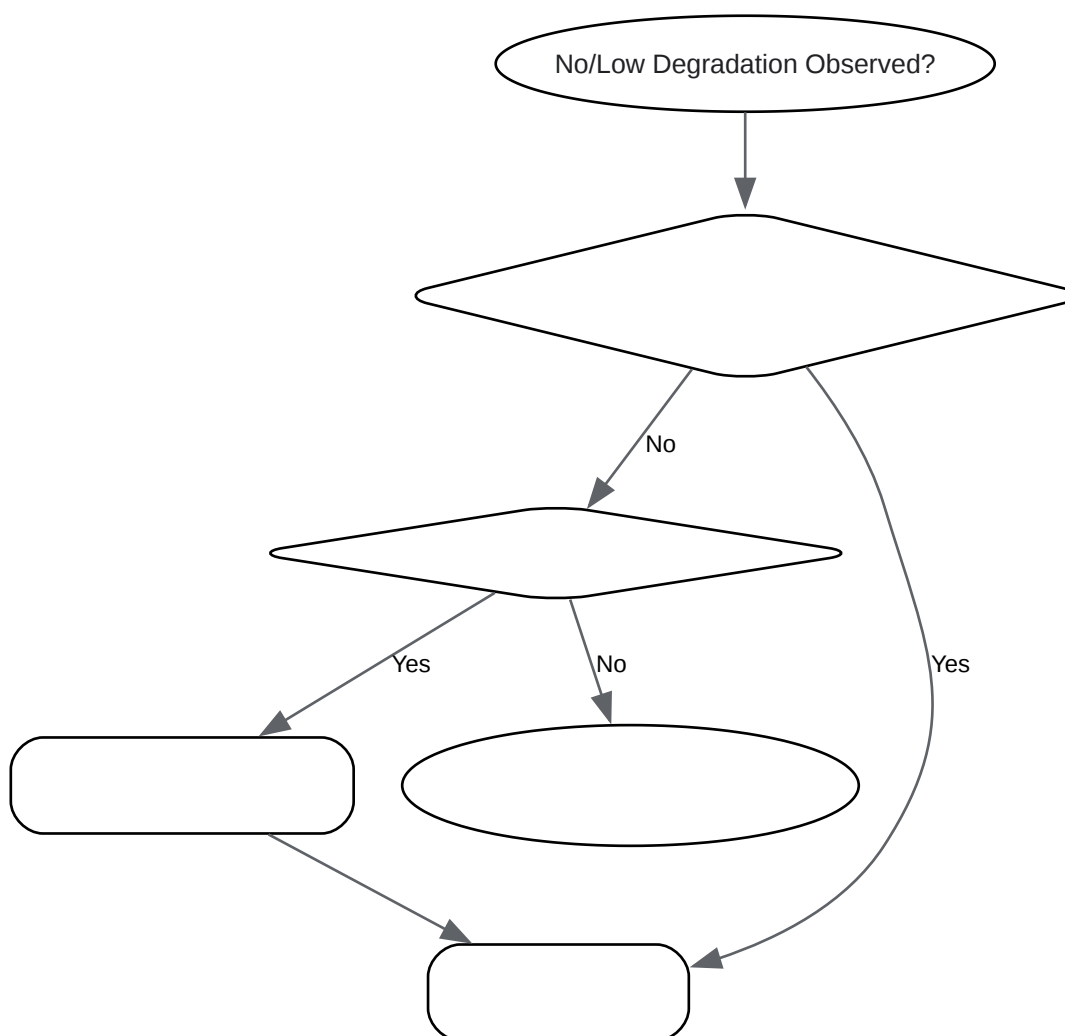 No/Low Degradation Observed?
No
Yes
No
Yes